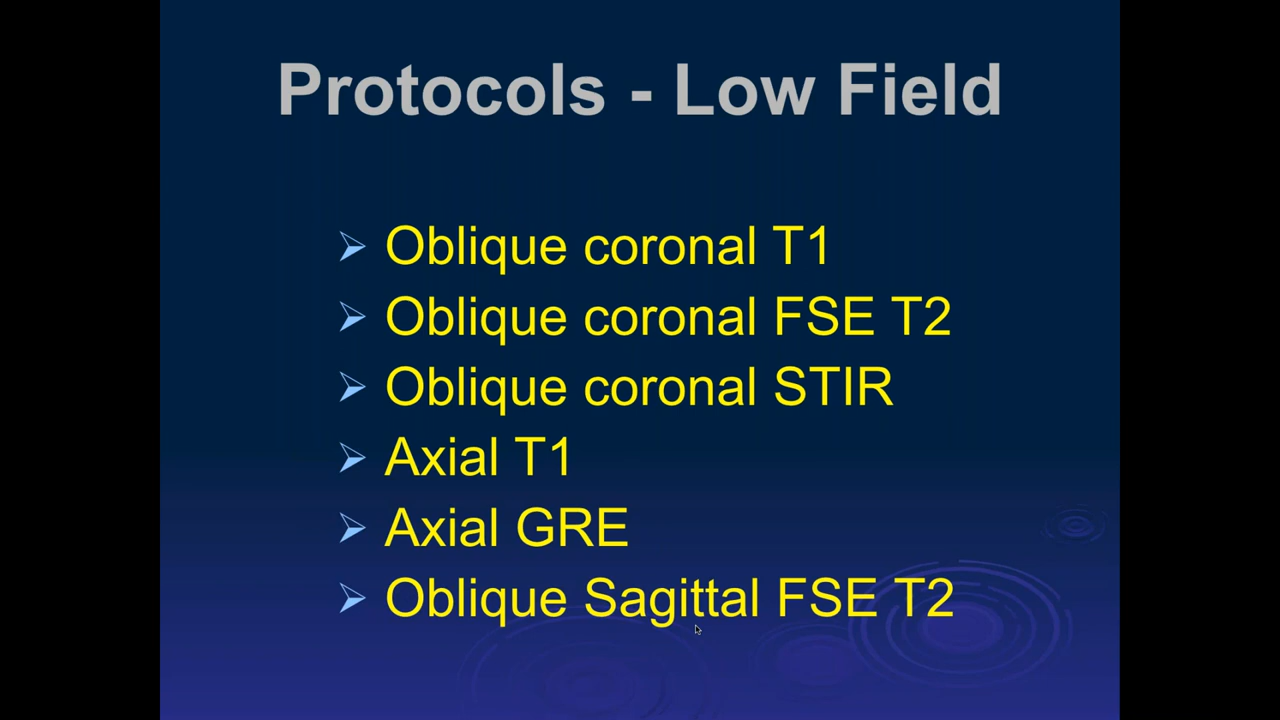 Protocols - Low Field
Oblique coronal T1
Oblique coronal FSE T2
Oblique coronal STIR
Axial T1
Axial GRE
Oblique Sagittal FSE T2